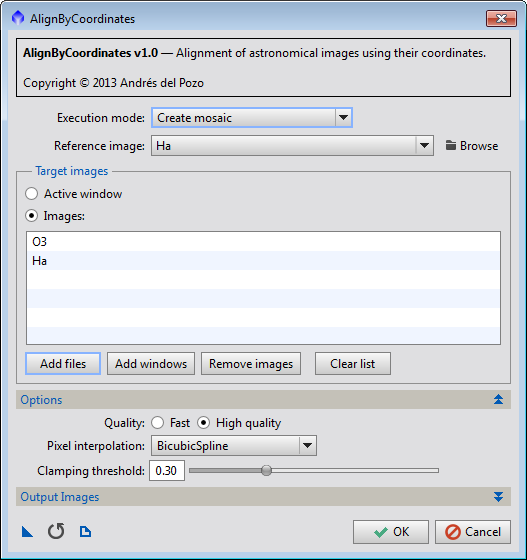 AlignByCoordinates
AlignByCoordinates v1.0 — Alignment of astronomical images using their coordinates.
Copyright © 2013 Andrés del Pozo
Execution mode: Create mosaic
Reference image: Ha Browse
Target images
Active window
Images:
O3
Ha
Add files Add windows Remove images Clear list
Options
Quality: Fast High quality
Pixel interpolation: BicubicSpline
Clamping threshold: 0.30
Output Images
OK Cancel